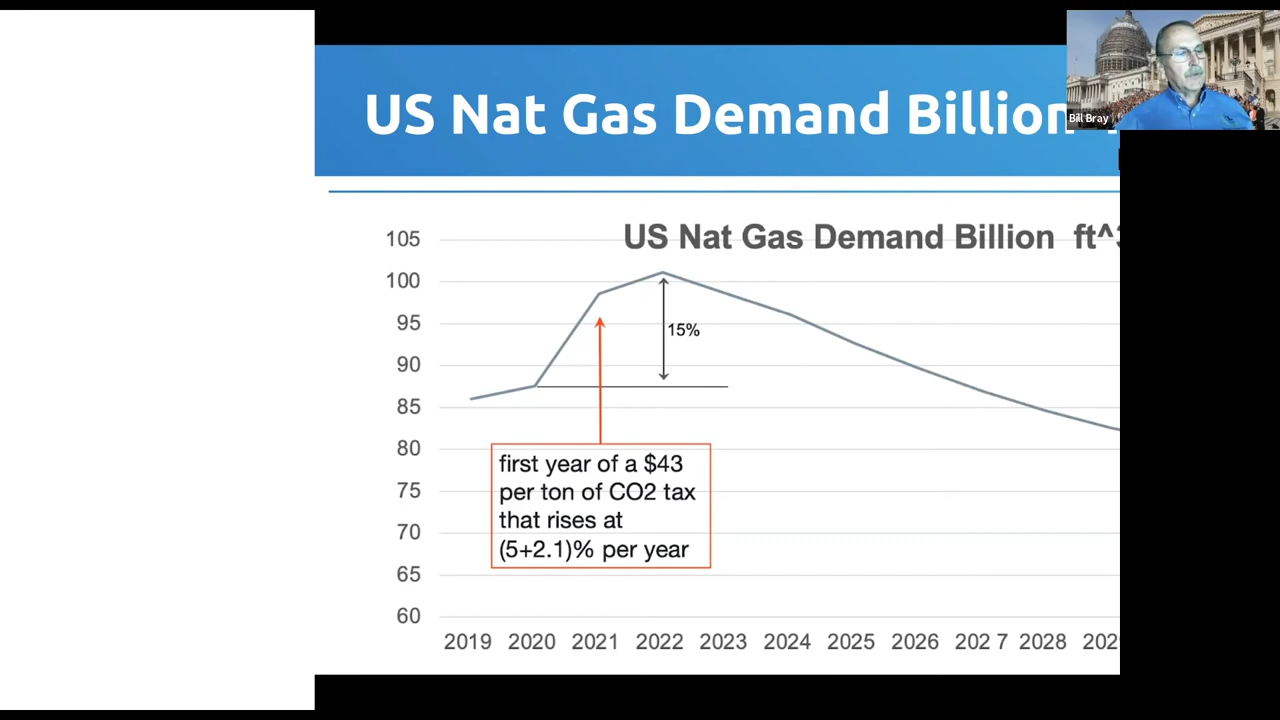 US Nat Gas Demand Billion
Bill Bray
US Nat Gas Demand Billion ft^3
105
100
95
90
85
80
75
70
65
60
15%
first year of a $43
per ton of CO2 tax
that rises at
(5+2.1)% per year
2019 2020 2021 2022 2023 2024 2025 2026 202 7 2028 202